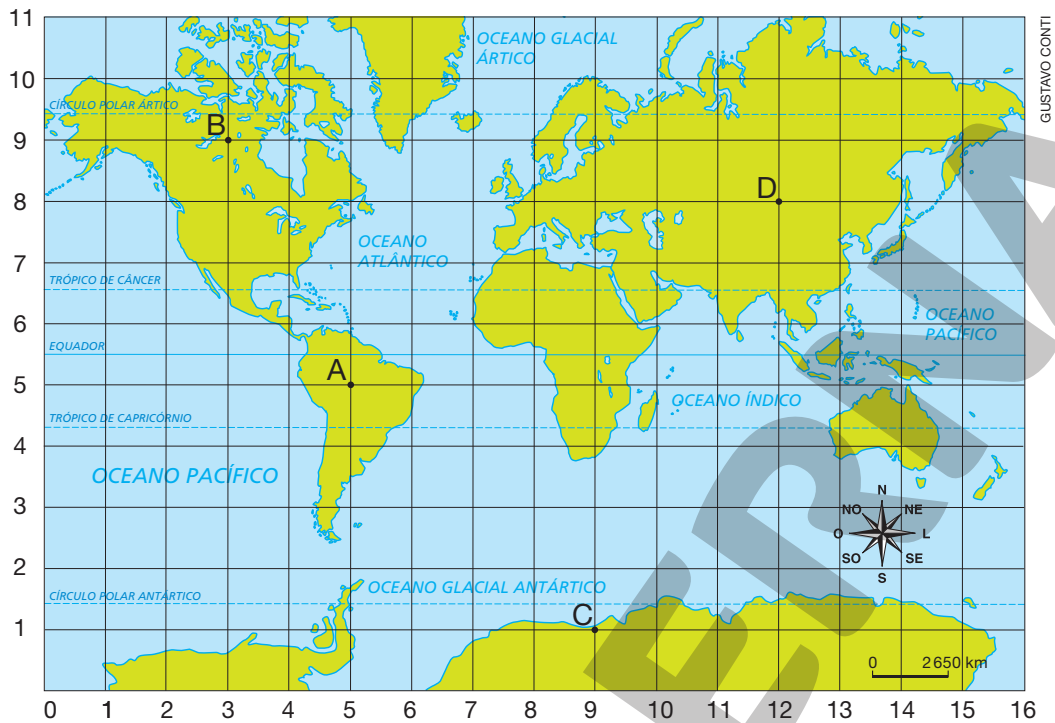 11
OCEANO GLACIAL
ÁRTICO
GUSTAVO CONTI
10
CÍRCULO POLAR ÁRTICO
B
9
D
8
OCEANO
ATLÂNTICO
7
TRÓPICO DE CÂNCER
6
OCEANO
PACÍFICO
EQUADOR
A
5
OCEANO ÍNDICO
TRÓPICO DE CAPRICÓRNIO
4
OCEANO PACÍFICO
3
N
NO NE
O L
SO SE
S
2
OCEANO GLACIAL ANTÁRTICO
CÍRCULO POLAR ANTÁRTICO
C
1
0 2 650 km
0 1 2 3 4 5 6 7 8 9 10 11 12 13 14 15 16
ERNA